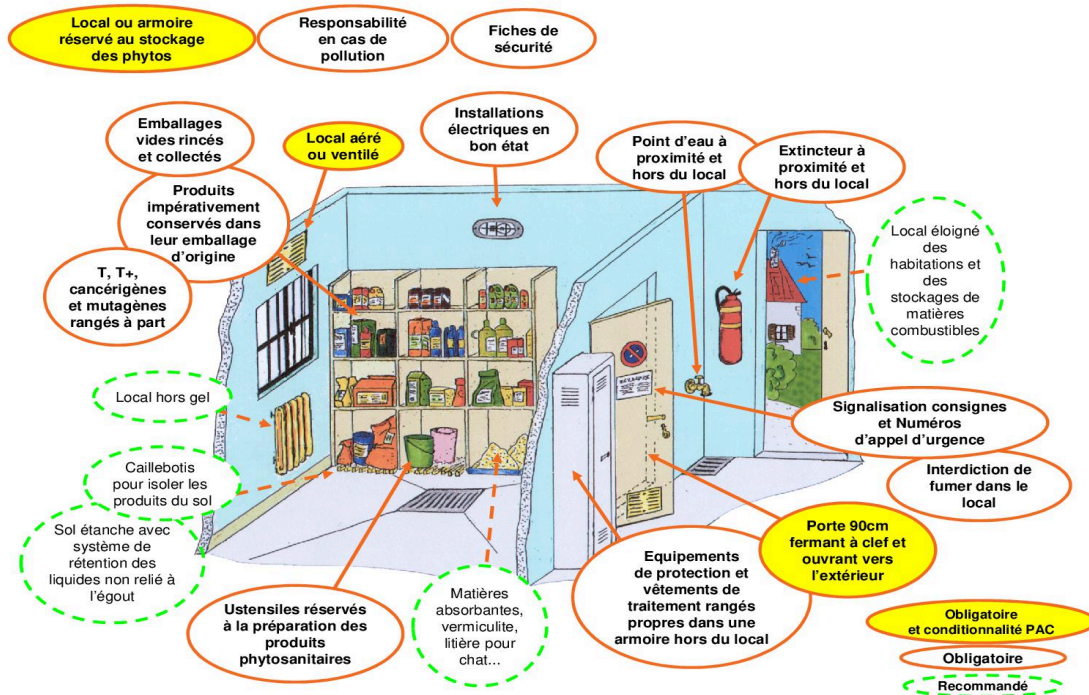 Local ou armoire
réservé au stockage
des phytos
Responsabilité
en cas de
pollution
Fiches de
sécurité
Emballages
vides rincés
et collectés
Local aéré
ou ventilé
Installations
électriques en
bon état
Point d'eau à
proximité et
hors du local
Extincteur à
proximité et
hors du local
Produits
impérativement
conservés dans
leur emballage
d'origine
T, T+,
cancérigènes
et mutagènes
rangés à part
Local éloigné
des
habitations et
des
stockages de
matières
combustibles
Local hors gel
Signalisation consignes
et Numéros
d'appel d'urgence
Caillebotis
pour isoler les
produits du sol
Interdiction de
fumer dans le
local
Sol étanche avec
système de
rétention des
liquides non relié à
l'égout
Porte 90cm
fermant à clef et
ouvrant vers
l'extérieur
Equipements
de protection et
vêtements de
traitement rangés
propres dans une
armoire hors du local
Ustensiles réservés
à la préparation des
produits
phytosanitaires
Matières
absorbantes,
vermiculite,
litière pour
chat...
Obligatoire
et conditionnalité PAC
Obligatoire
Recommandé